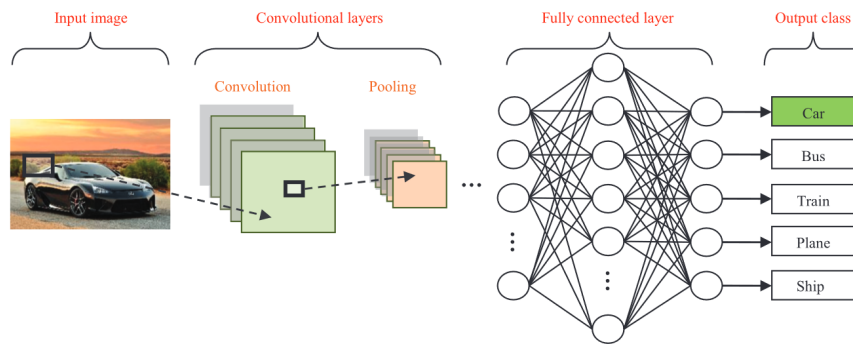 Input image
Convolutional layers
Fully connected layer
Output class
Convolution
Pooling
...
Car
Bus
Train
Plane
Ship